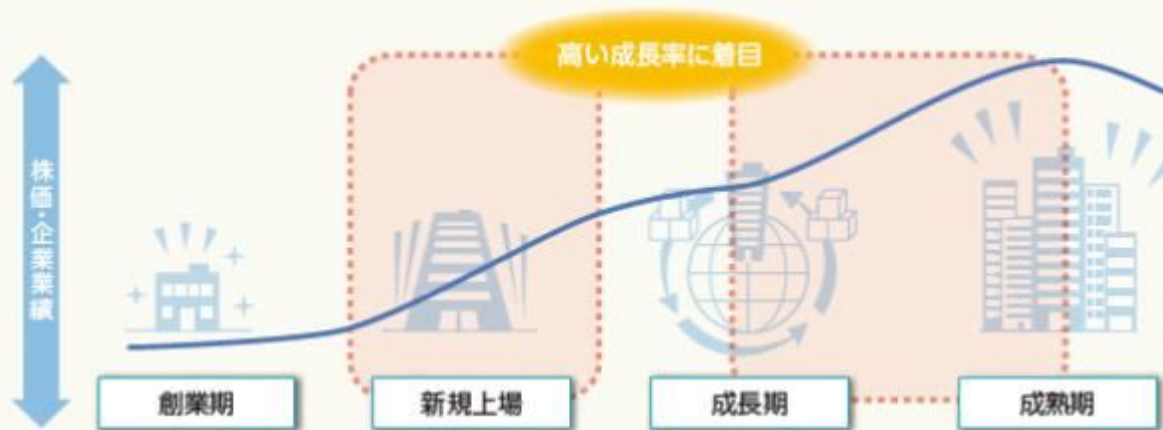 高い成長率に着目
株価・企業業績
創業期
新規上場
成長期
成熟期